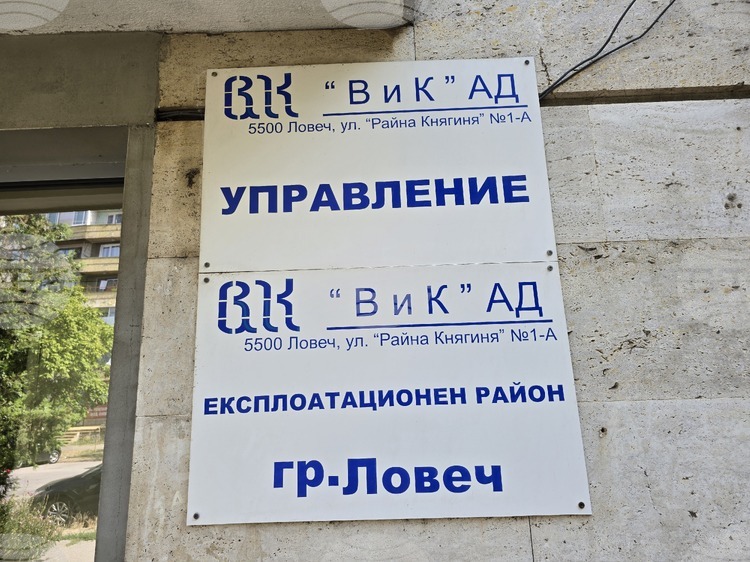 ВК "ВиК" АД
5500 Ловеч, ул. "Райна Княгиня" №1-А
УПРАВЛЕНИЕ
ВК "ВиК" АД
5500 Ловеч, ул. "Райна Княгиня" №1-А
ЕКСПЛОАТАЦИОНЕН РАЙОН
гр.Ловеч